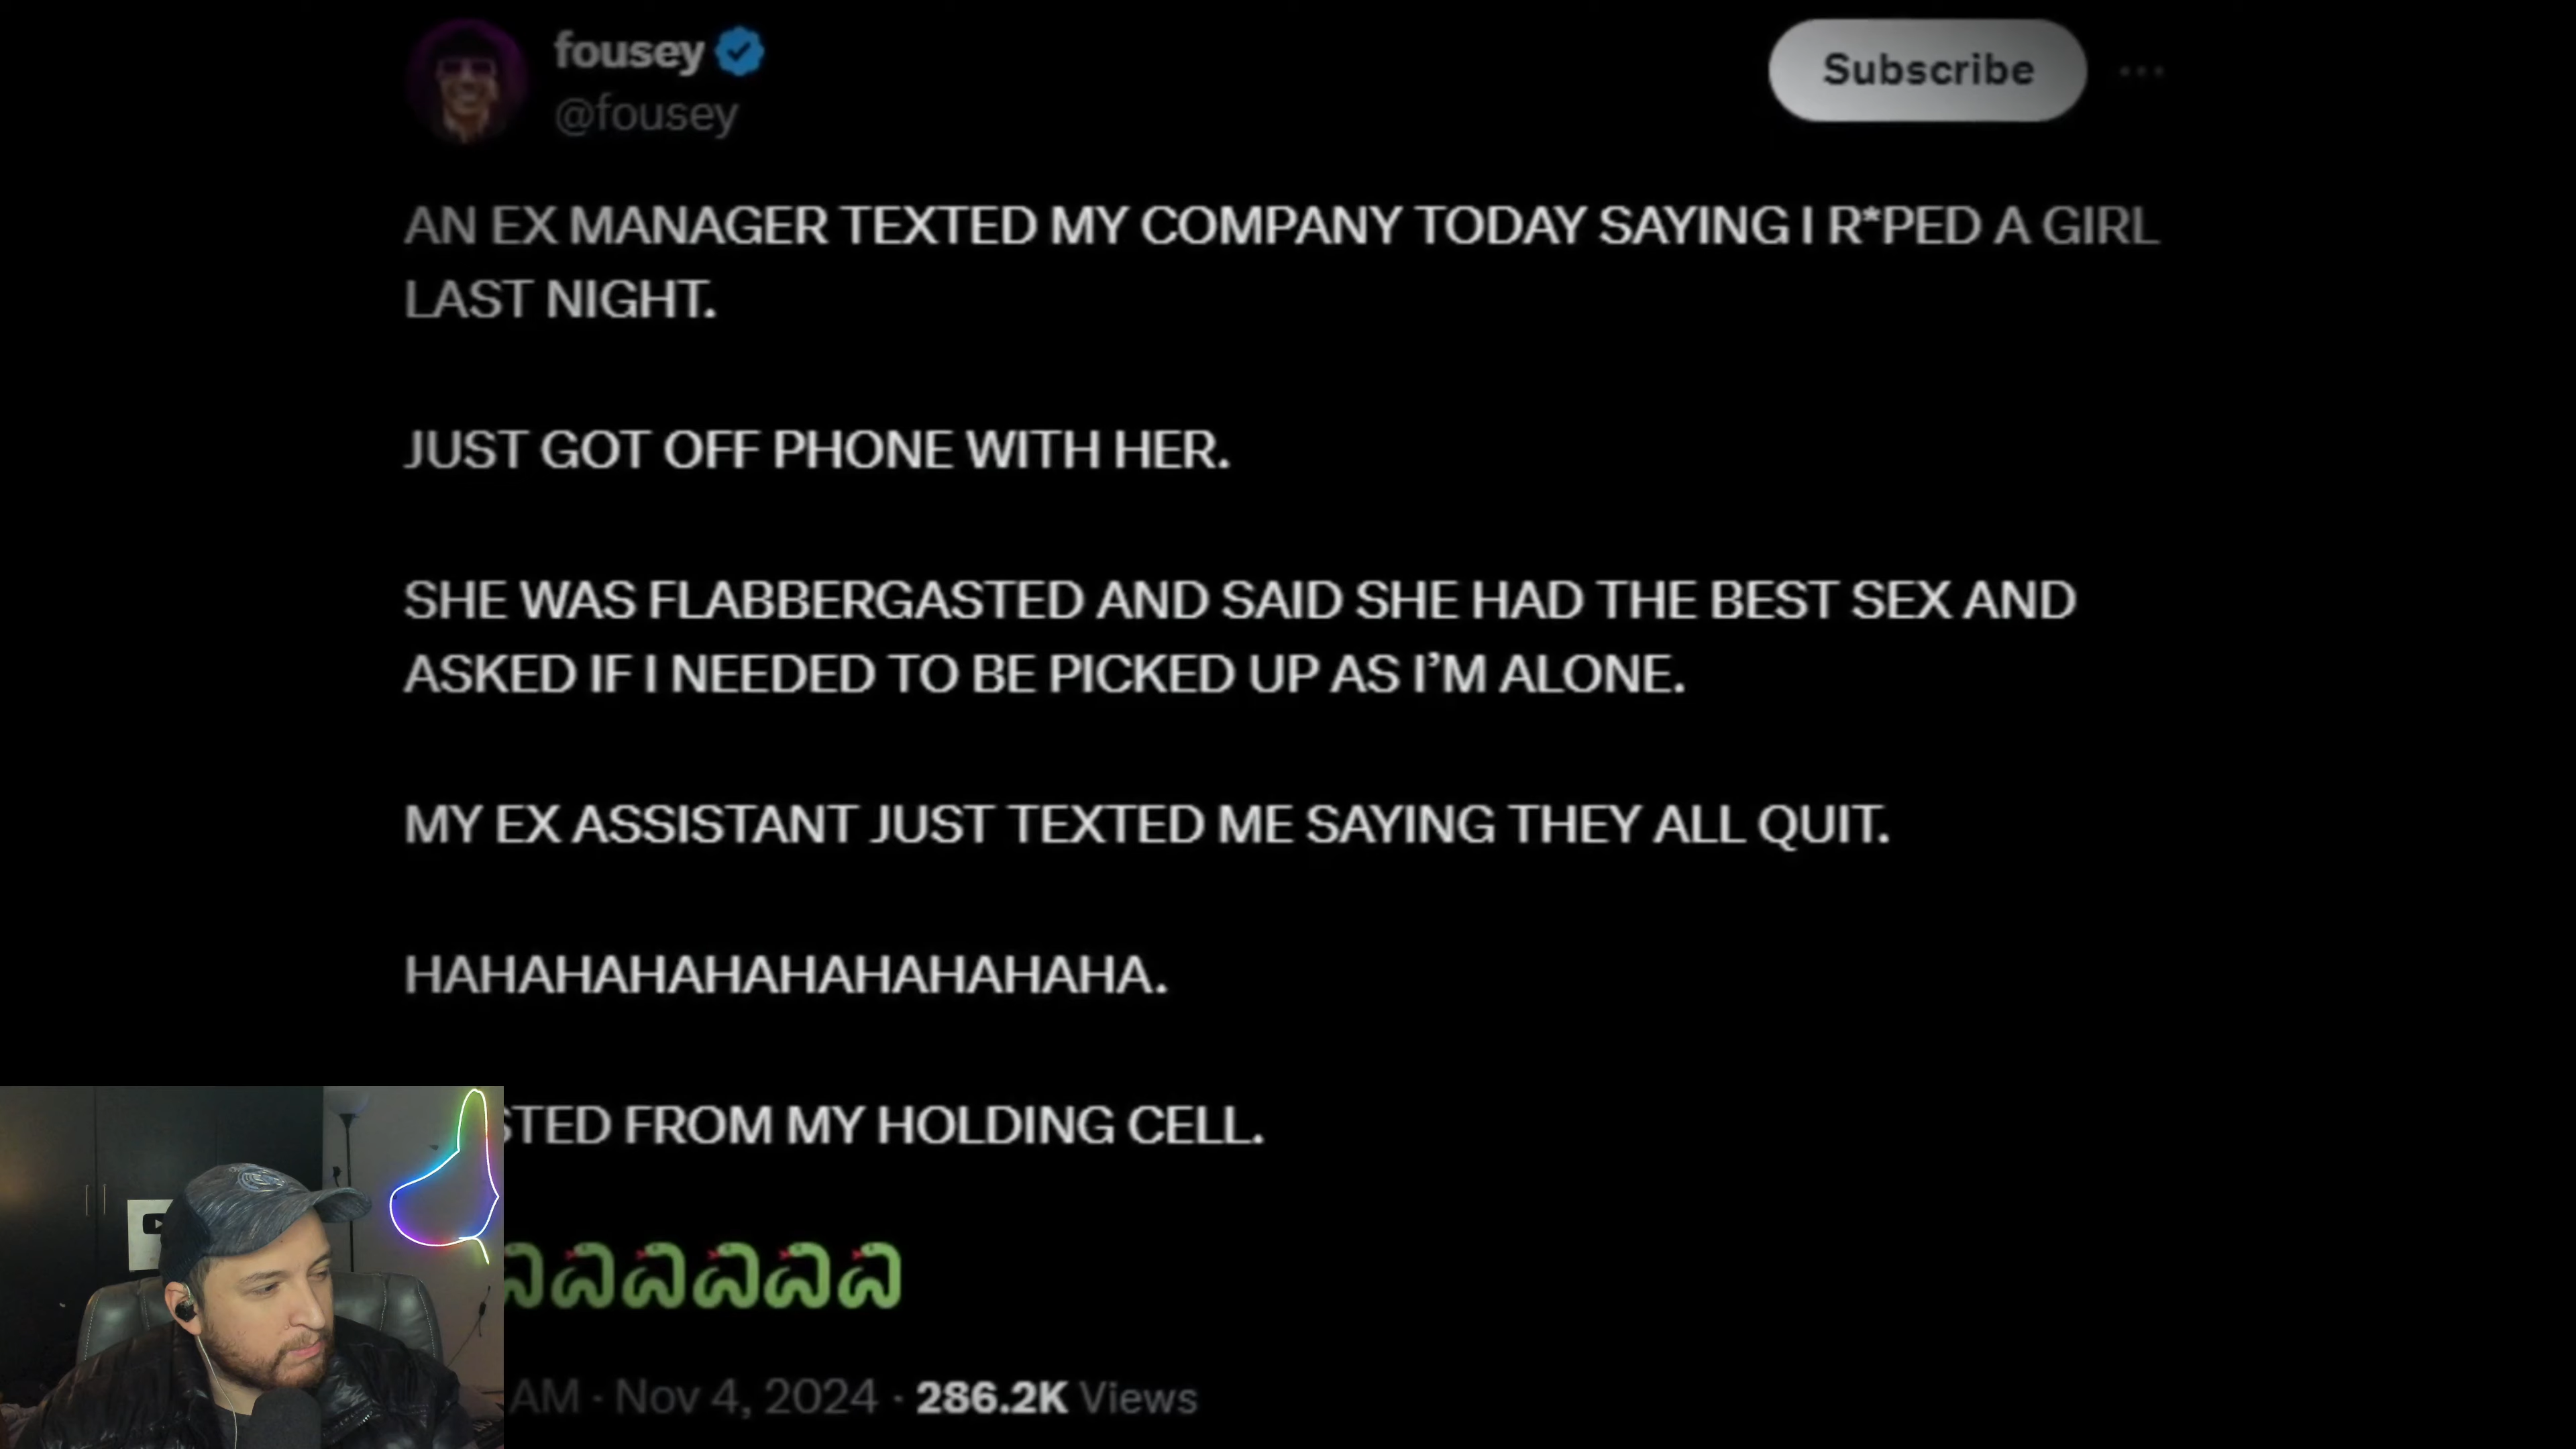 fousey
@fousey
Subscribe
AN EX MANAGER TEXTED MY COMPANY TODAY SAYING I R*PED A GIRL
LAST NIGHT.
JUST GOT OFF PHONE WITH HER.
SHE WAS FLABBERGASTED AND SAID SHE HAD THE BEST SEX AND
ASKED IF I NEEDED TO BE PICKED UP AS I’M ALONE.
MY EX ASSISTANT JUST TEXTED ME SAYING THEY ALL QUIT.
HAHAHAHAHAHAHAHAHAHA.
STED FROM MY HOLDING CELL.
AM · Nov 4, 2024 · 286.2K Views